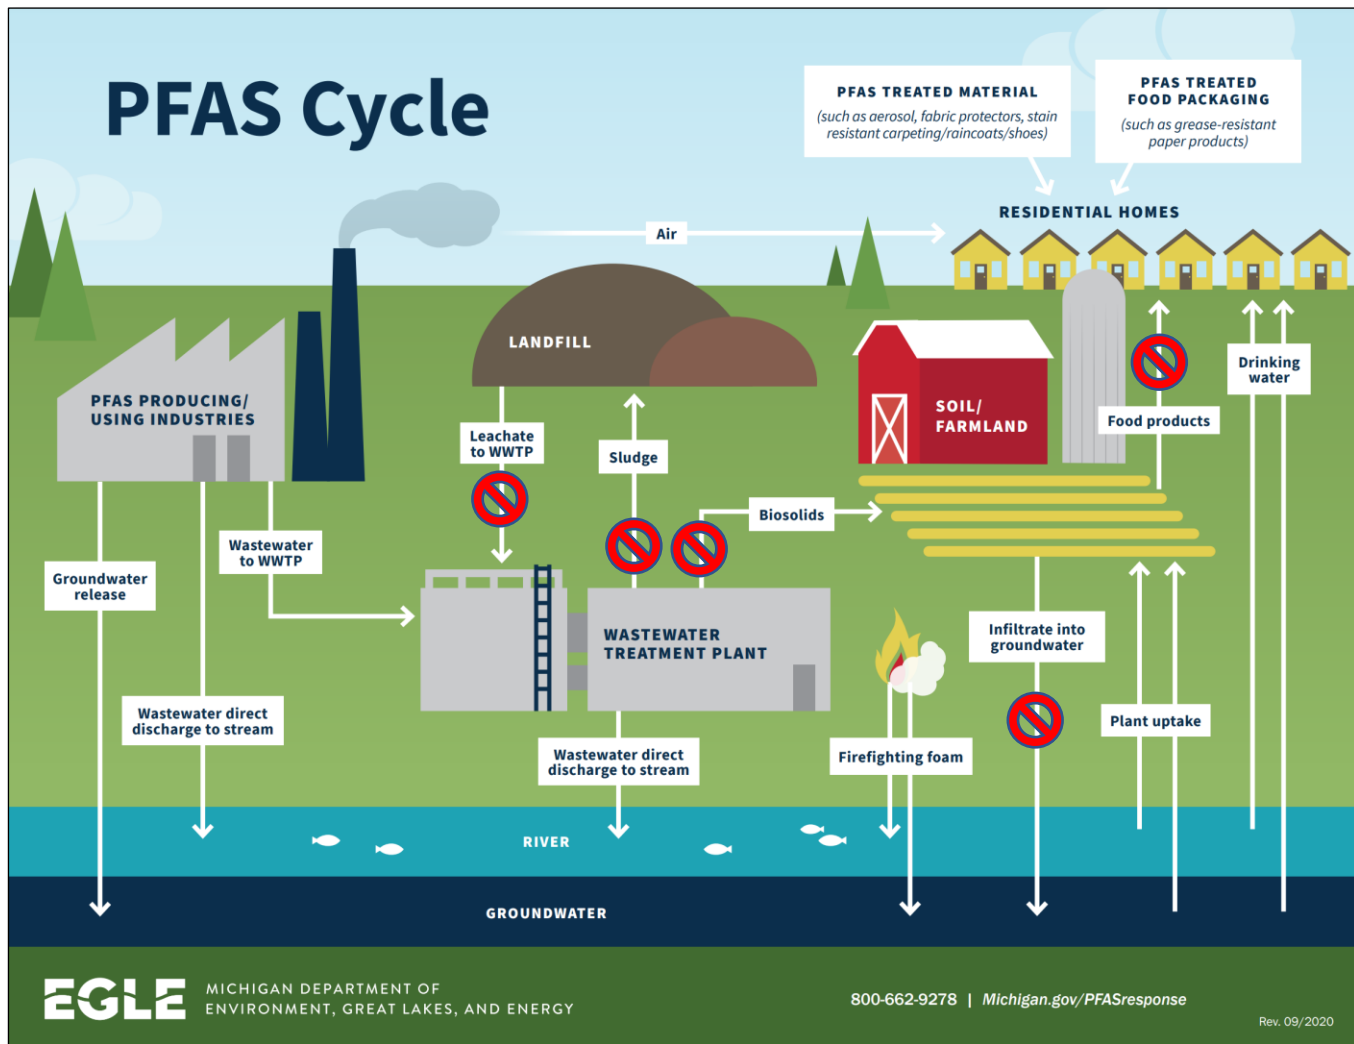 PFAS Cycle
PFAS TREATED MATERIAL
(such as aerosol, fabric protectors, stain
resistant carpeting/raincoats/shoes)
PFAS TREATED
FOOD PACKAGING
(such as grease-resistant
paper products)
RESIDENTIAL HOMES
Air
LANDFILL
PFAS PRODUCING/
USING INDUSTRIES
Leachate
to WWTP
Sludge
SOIL/
FARMLAND
Food products
Drinking
water
Biosolids
Wastewater
to WWTP
Groundwater
release
WASTEWATER
TREATMENT PLANT
Infiltrate into
groundwater
Wastewater direct
discharge to stream
Wastewater direct
discharge to stream
Firefighting foam
Plant uptake
RIVER
GROUNDWATER
EGLE
MICHIGAN DEPARTMENT OF
ENVIRONMENT, GREAT LAKES, AND ENERGY
800-662-9278 | Michigan.gov/PFASresponse
Rev. 09/2020